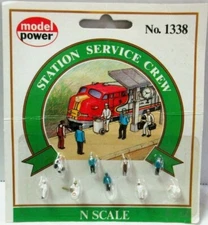 model
power
No. 1338
STATION SERVICE CREW
N SCALE